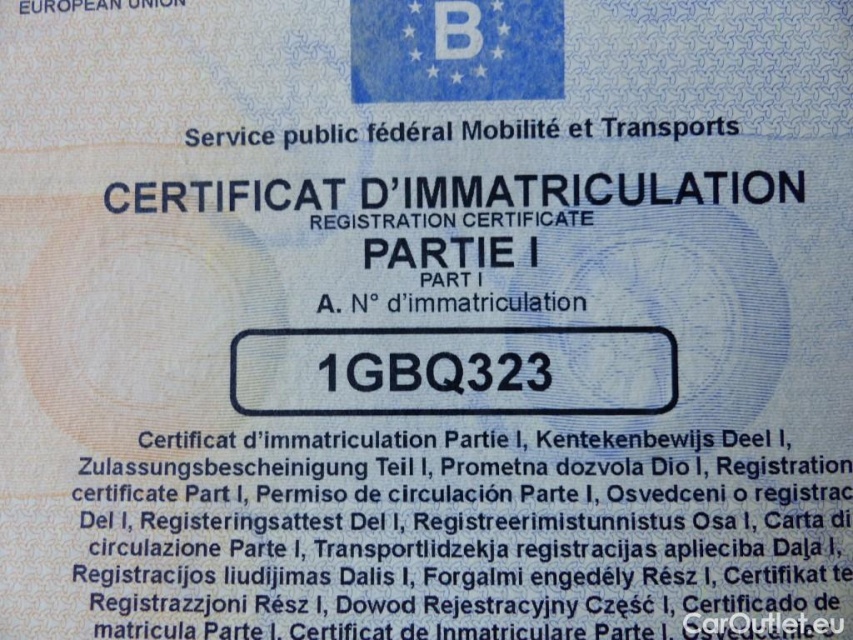 EUROPEAN UNION
B
Service public fédéral Mobilité et Transports
CERTIFICAT D'IMMATRICULATION
REGISTRATION CERTIFICATE
PARTIE I
PART I
A. N° d'immatriculation
1GBQ323
Certificat d'immatriculation Partie I, Kentekenbewijs Deel I,
Zulassungsbescheinigung Teil I, Prometna dozvola Dio I, Registration
certificate Part I, Permiso de circulación Parte I, Osvedceni o registrac
Del I, Registeringsattest Del I, Registreerimistunnistus Osa I, Carta di
circulazione Parte I, Transportlidzekja registracijas aplieciba Daļa I,
Registracijos liudijimas Dalis I, Forgalmi engedély Rész I, Certifikat te
Registrazzjoni Rész I, Dowod Rejestracyjny Część I, Certificado de
matricula Parte I, Certificat de Inmatriculare Parte I,
CarOutlet.eu